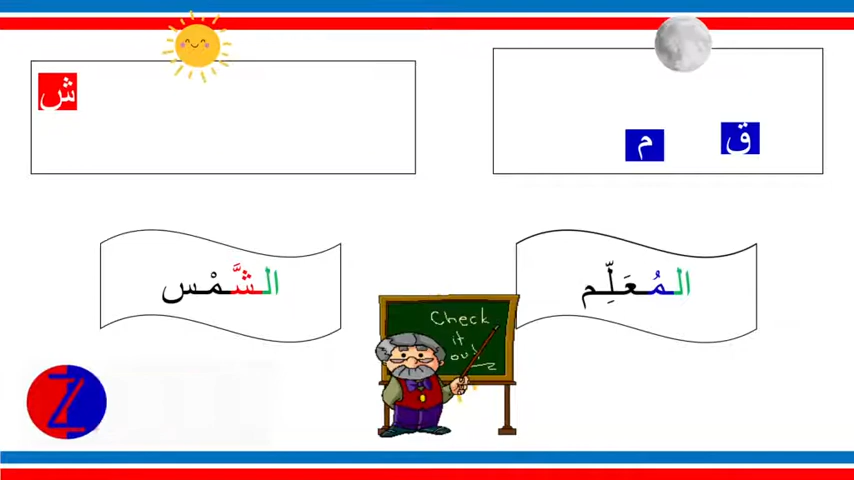 ش
ق
م
الشَّمْس
المُعَلِّم
Check
it
out!
Z